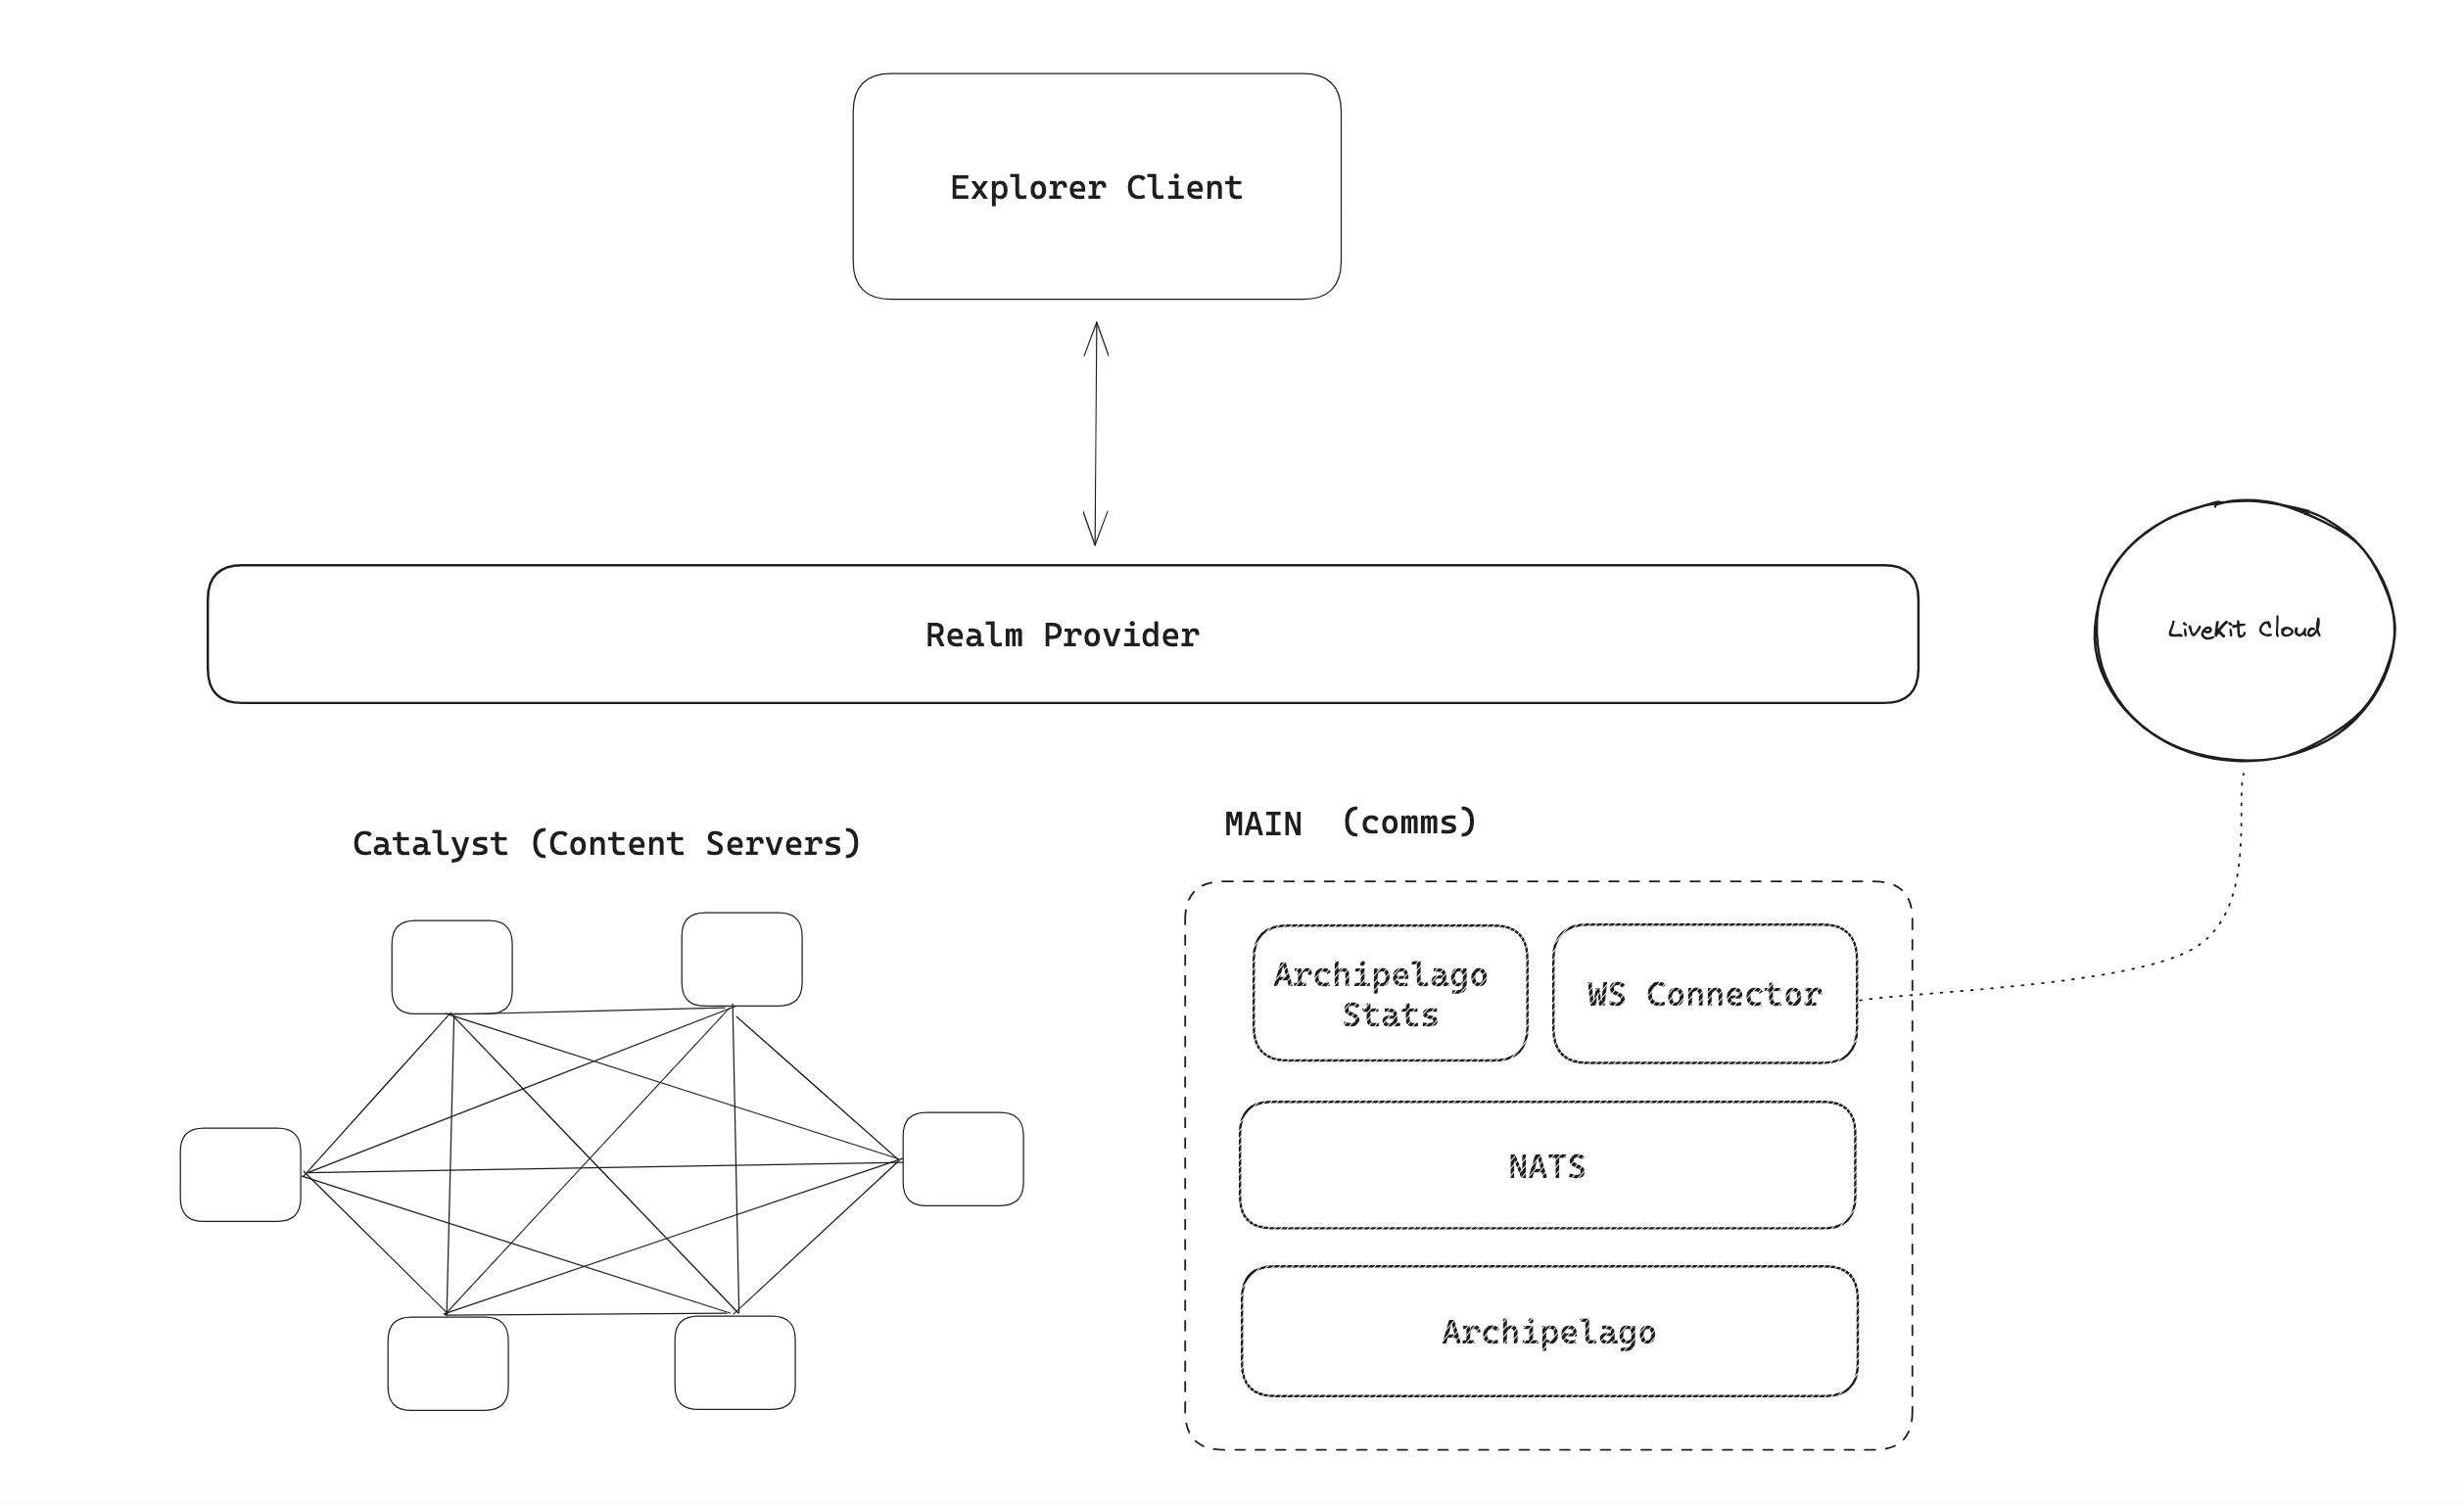 Explorer Client
Realm Provider
LiveKit Cloud
MAIN (comms)
Catalyst (Content Servers)
Archipelago
Stats
WS Connector
NATS
Archipelago